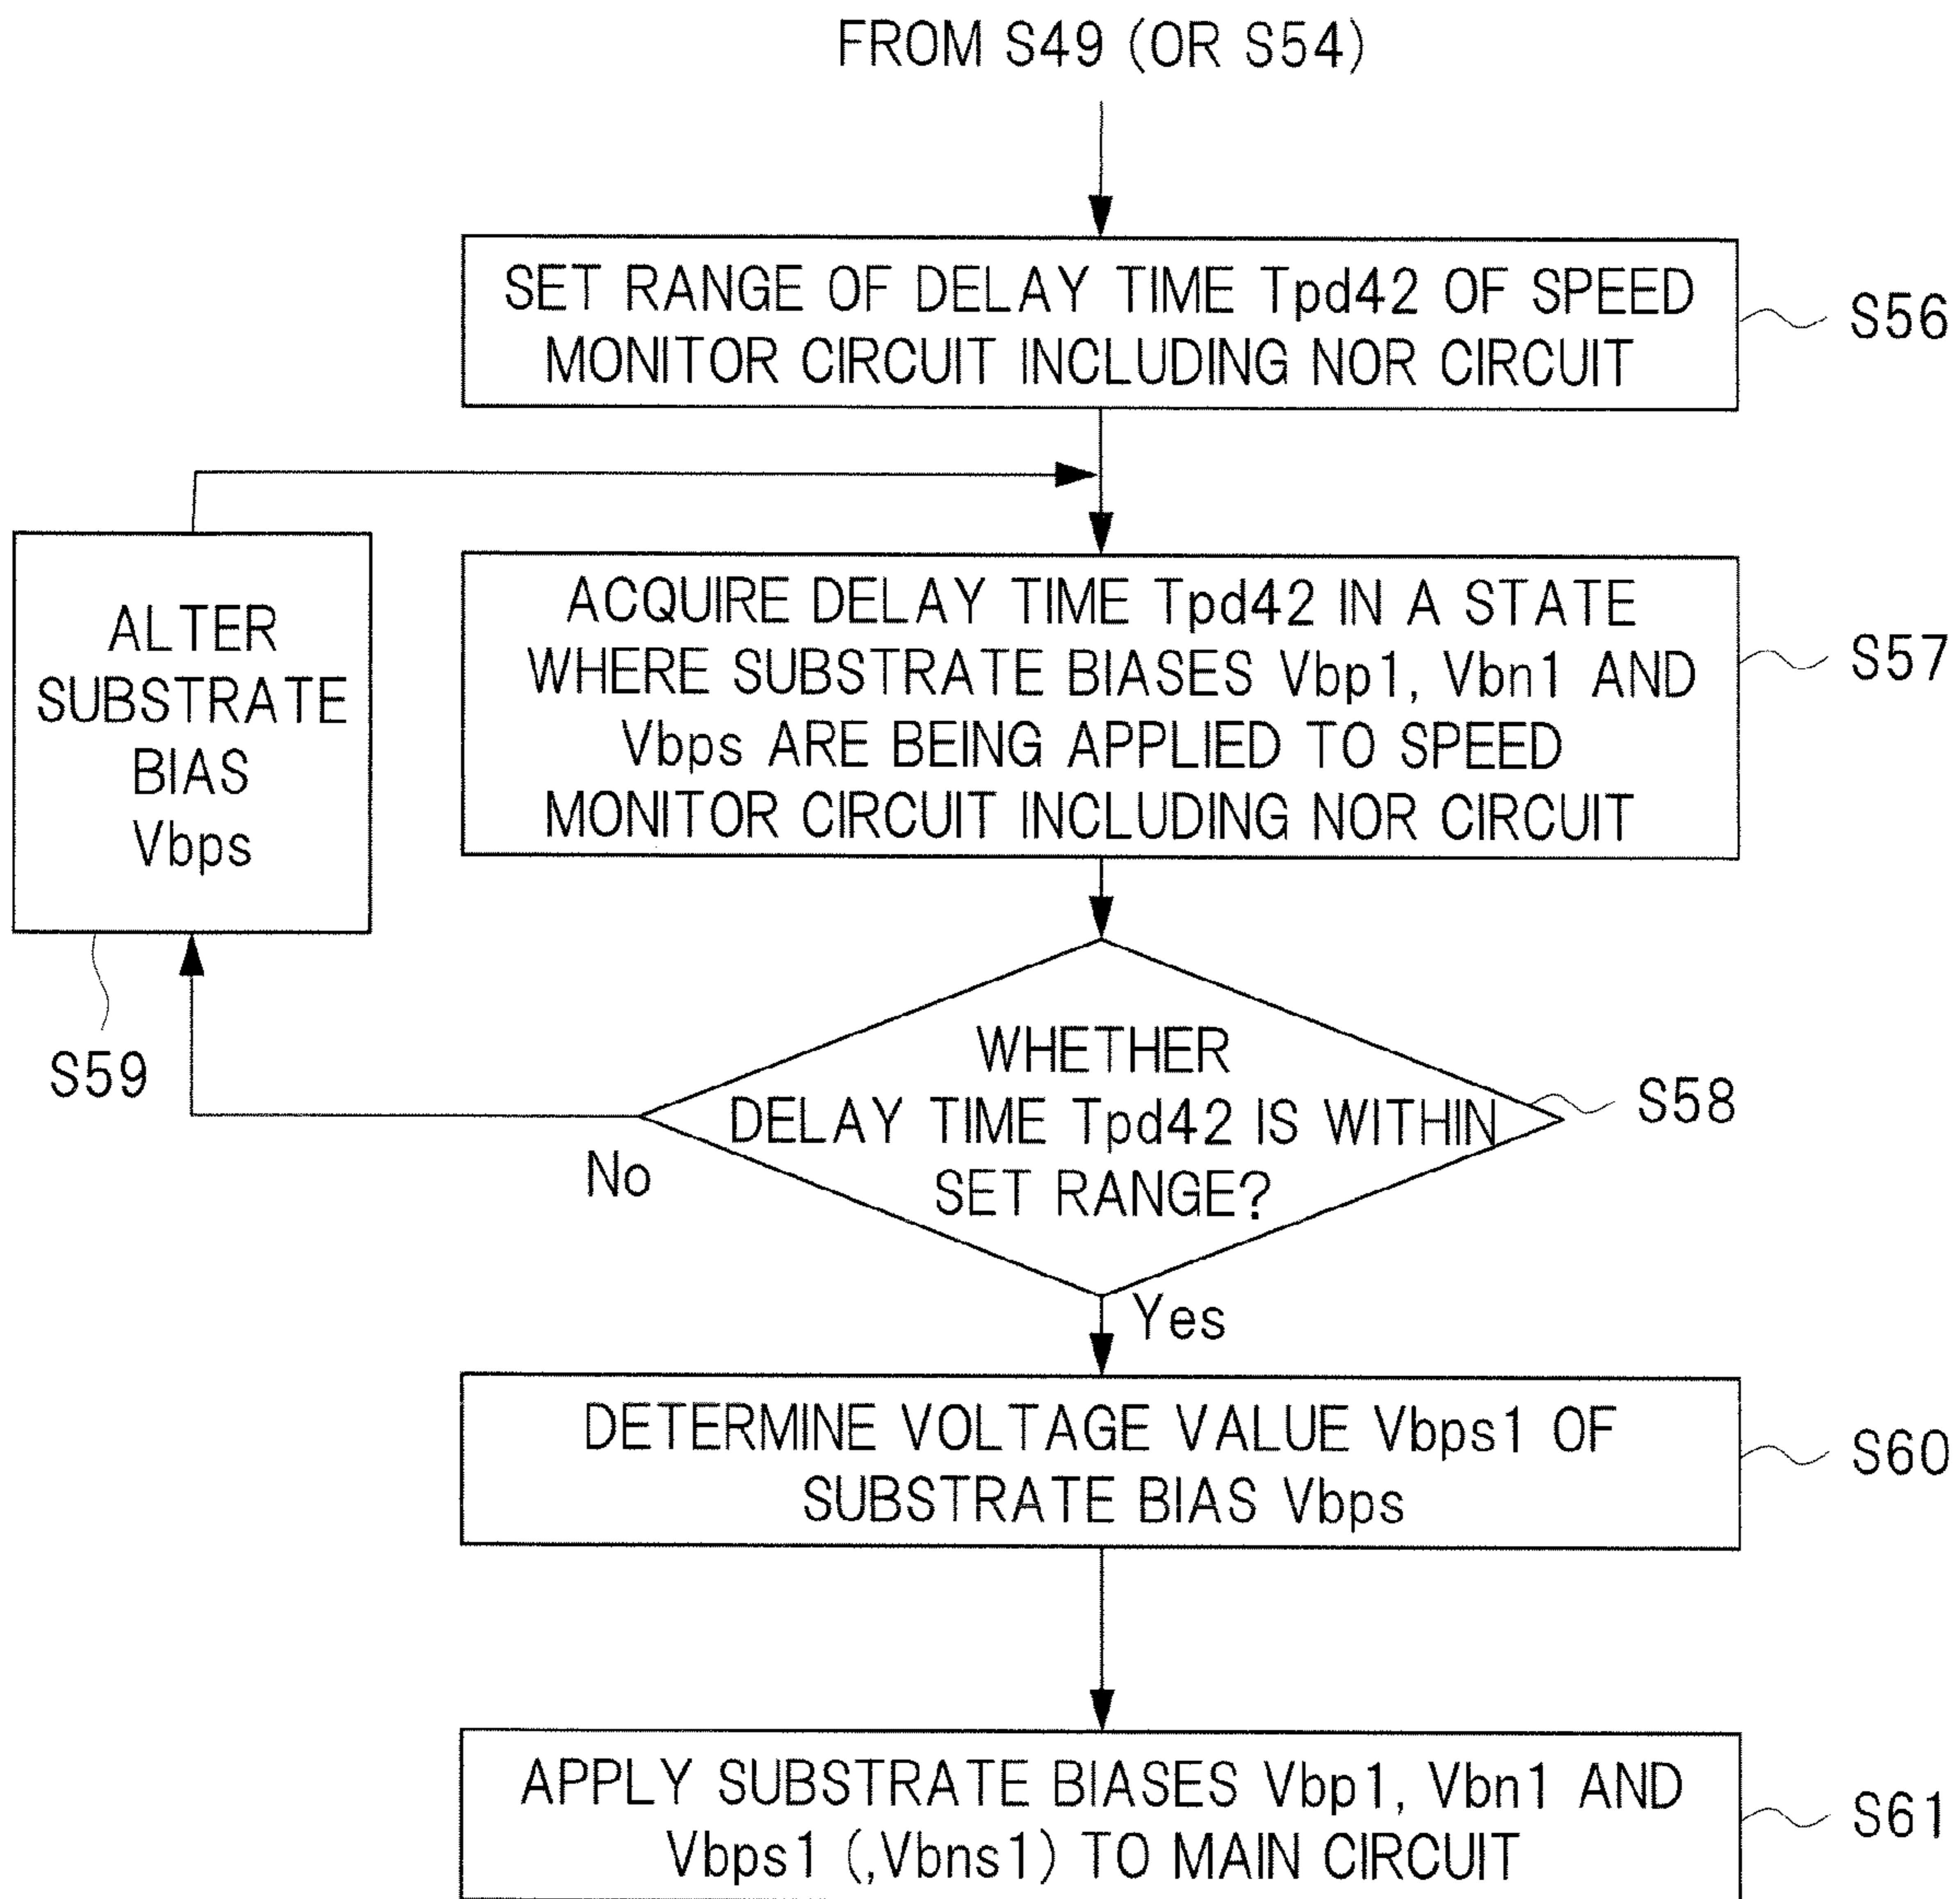 FROM S49 (OR S54)
SET RANGE OF DELAY TIME Tpd42 OF SPEED
MONITOR CIRCUIT INCLUDING NOR CIRCUIT
S56
ALTER
SUBSTRATE
BIAS
Vbps
S59
ACQUIRE DELAY TIME Tpd42 IN A STATE
WHERE SUBSTRATE BIASES Vbp1, Vbn1 AND
Vbps ARE BEING APPLIED TO SPEED
MONITOR CIRCUIT INCLUDING NOR CIRCUIT
S57
WHETHER
DELAY TIME Tpd42 IS WITHIN
SET RANGE?
S58
No
Yes
DETERMINE VOLTAGE VALUE Vbps1 OF
SUBSTRATE BIAS Vbps
S60
APPLY SUBSTRATE BIASES Vbp1, Vbn1 AND
Vbps1 (,Vbns1) TO MAIN CIRCUIT
S61